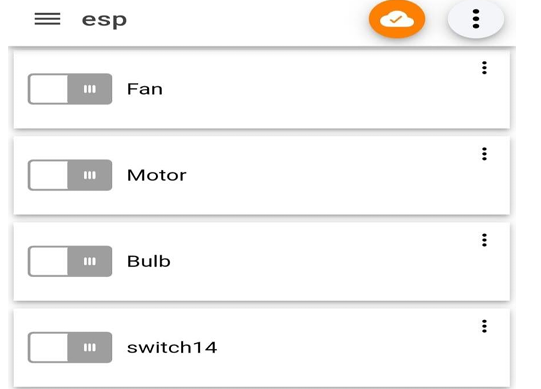 esp
Fan
Motor
Bulb
switch14